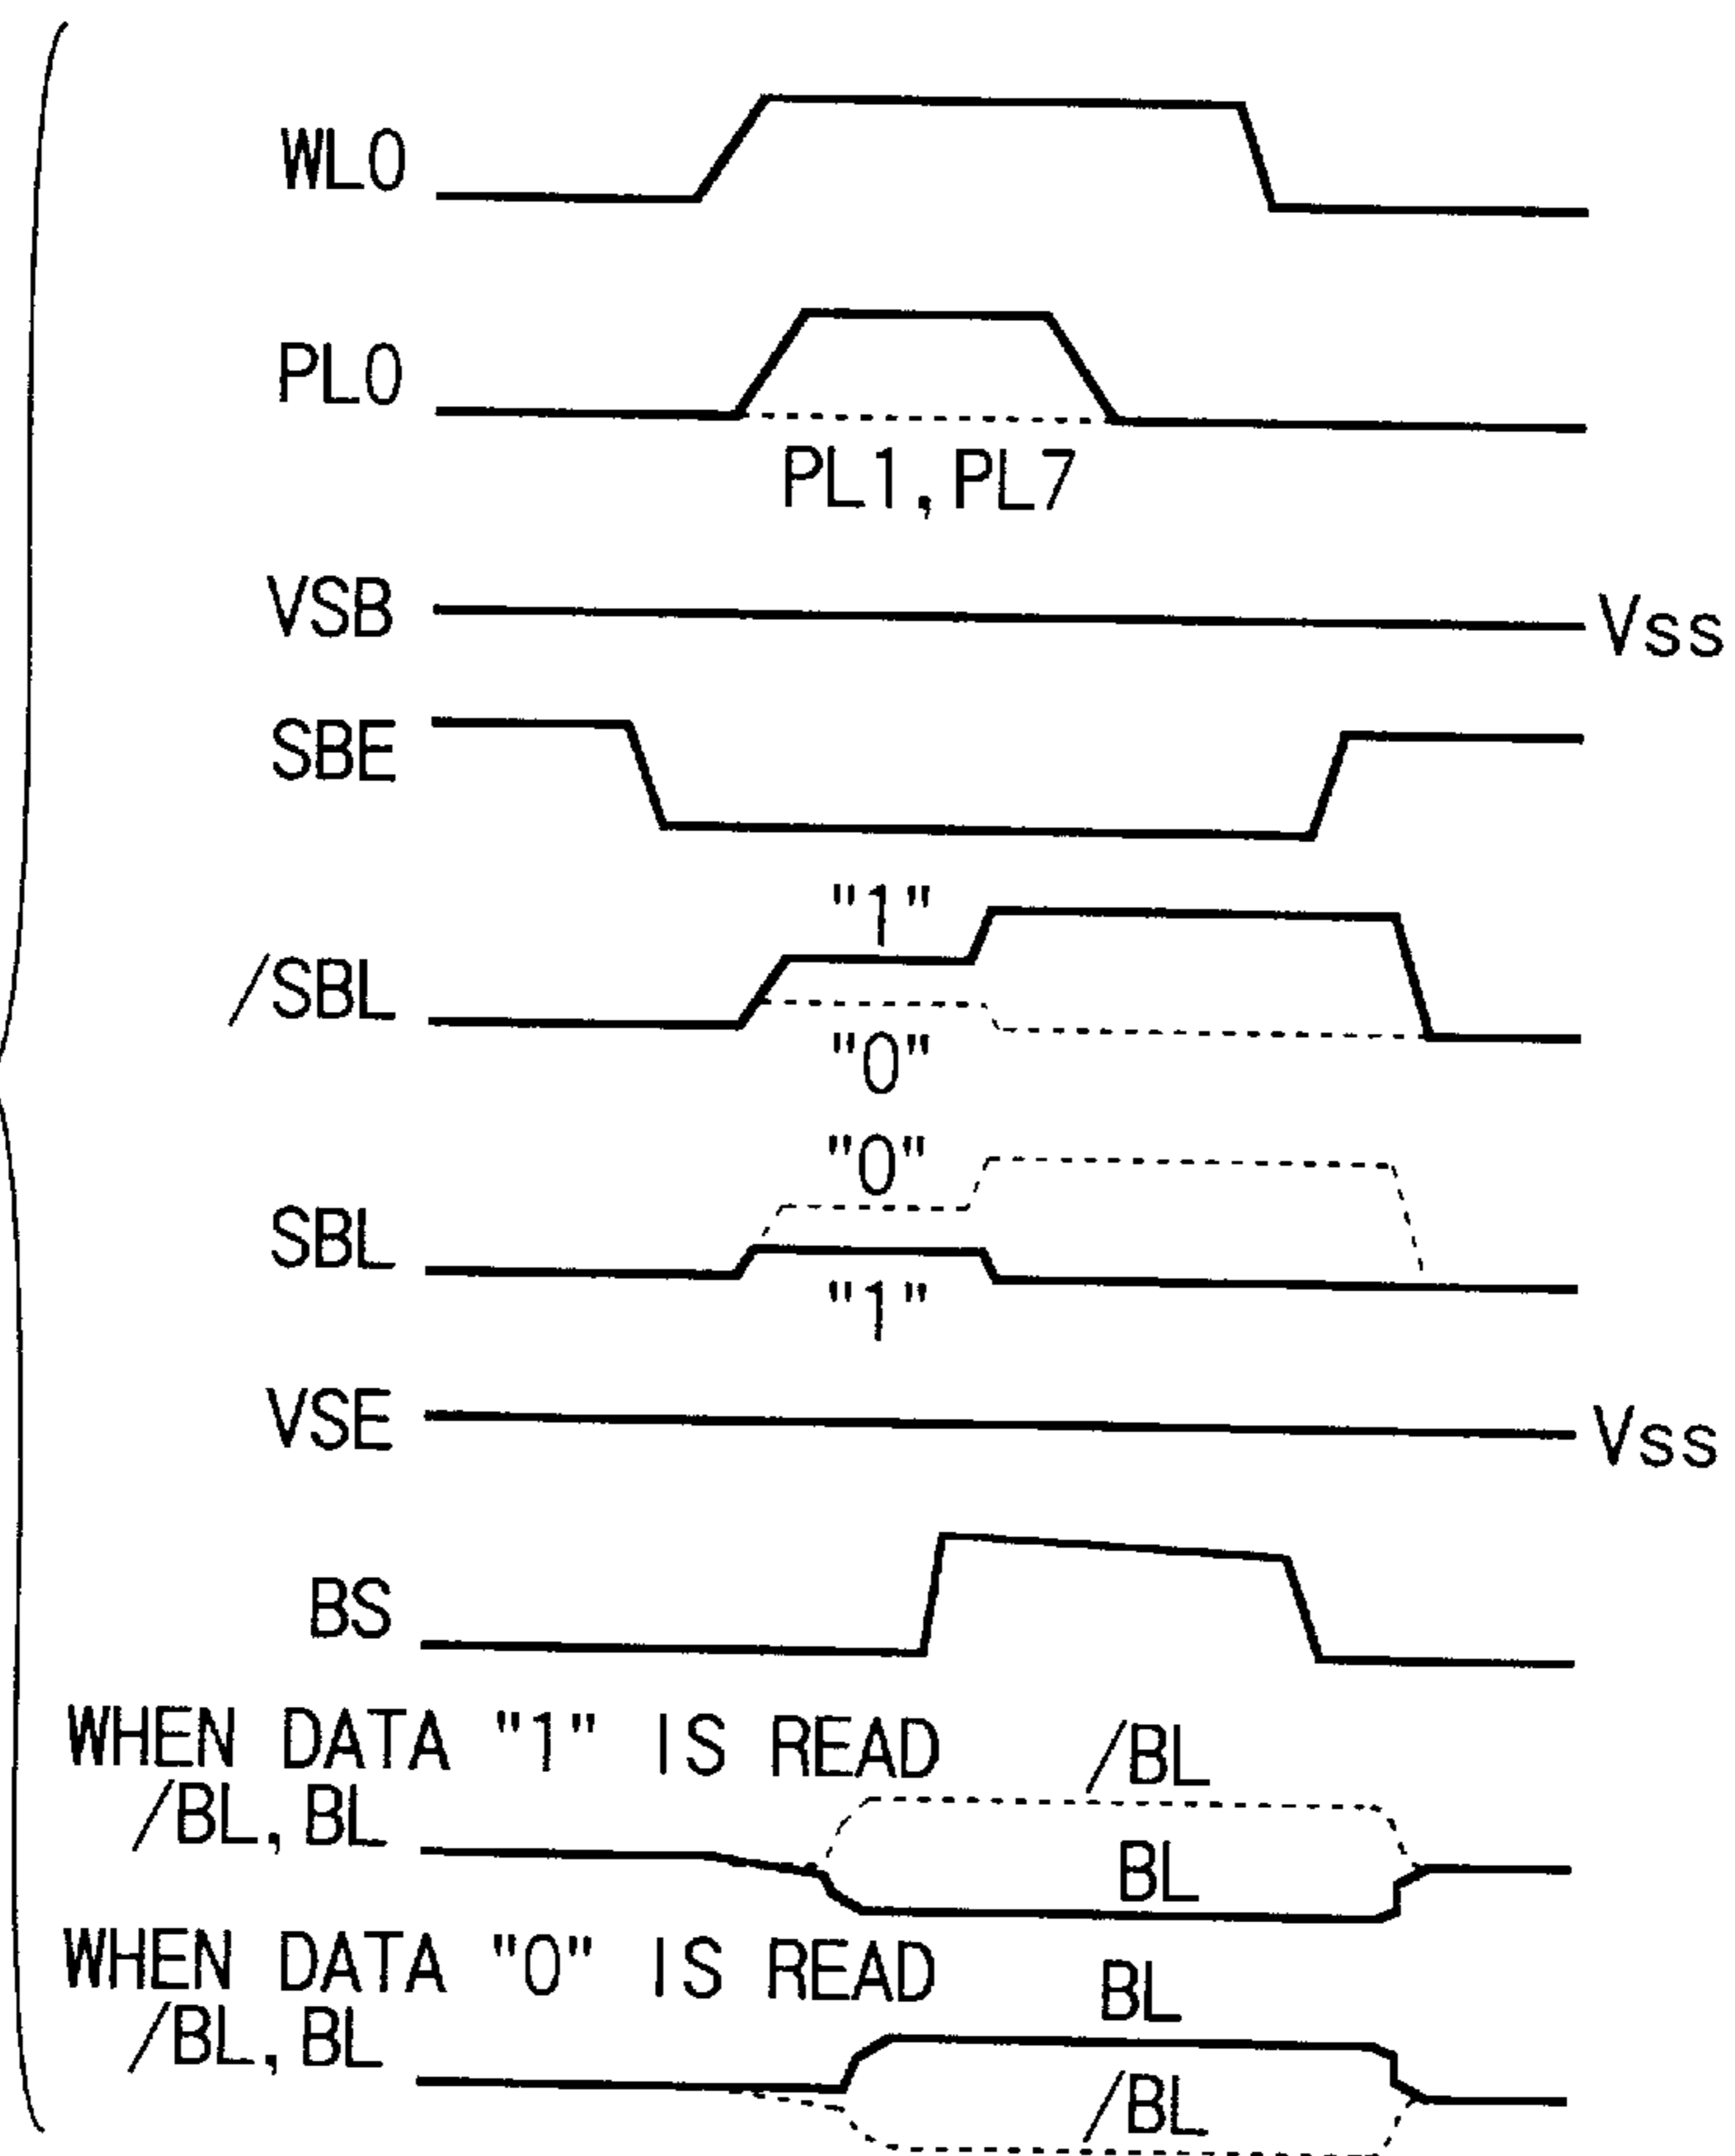 WL0
PL0
PL1, PL7
VSB
Vss
SBE
"1"
/SBL
"0"
"0"
SBL
"1"
VSE
Vss
BS
WHEN DATA "1" IS READ
/BL
/BL, BL
BL
WHEN DATA "0" IS READ
BL
/BL, BL
/BL